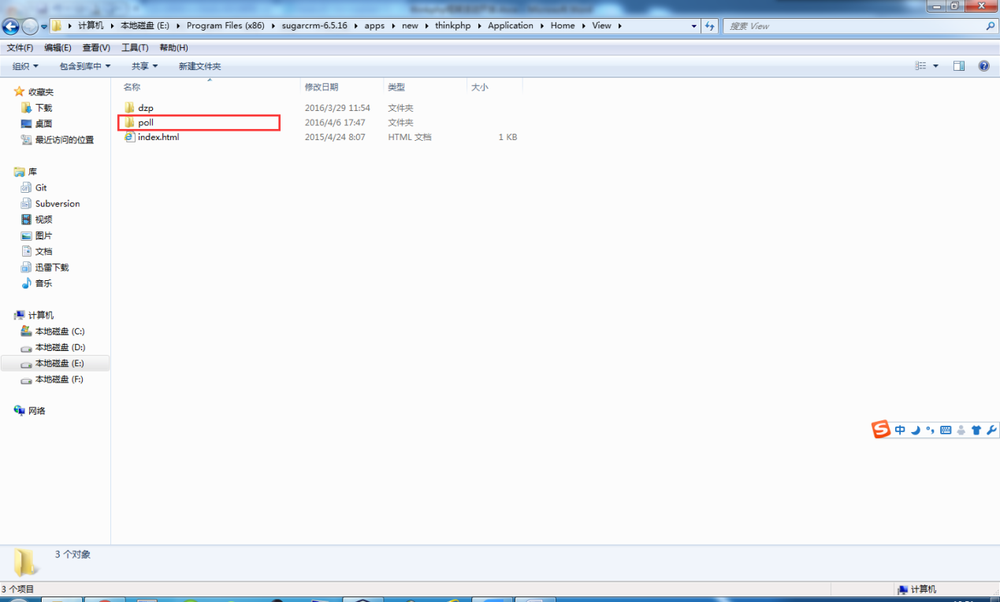 计算机 本地磁盘 (E:) Program Files (x86) sugarcrm-6.5.16 apps new thinkphp Application Home View
搜索 View
文件(F) 编辑(E) 查看(V) 工具(T) 帮助(H)
组织 包含到库中 共享 新建文件夹
名称 修改日期 类型 大小
dzp 2016/3/29 11:54 文件夹
poll 2016/4/6 17:47 文件夹
index.html 2015/4/24 8:07 HTML 文档 1 KB
收藏夹
下载
桌面
最近访问的位置
库
Git
Subversion
视频
图片
文档
迅雷下载
音乐
计算机
本地磁盘 (C:)
本地磁盘 (D:)
本地磁盘 (E:)
本地磁盘 (F:)
网络
中
3 个对象
3 个项目
计算机